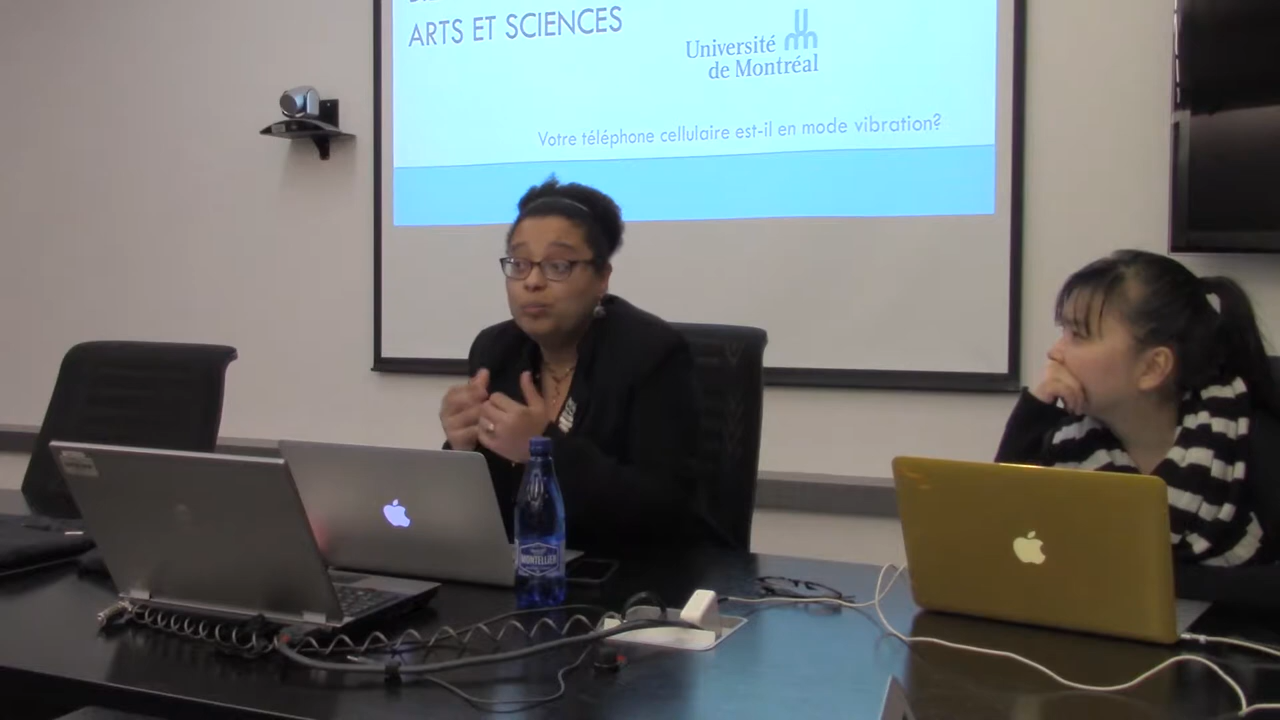 ARTS ET SCIENCES
Université
de Montréal
Votre téléphone cellulaire est-il en mode vibration?
MONTELLIER